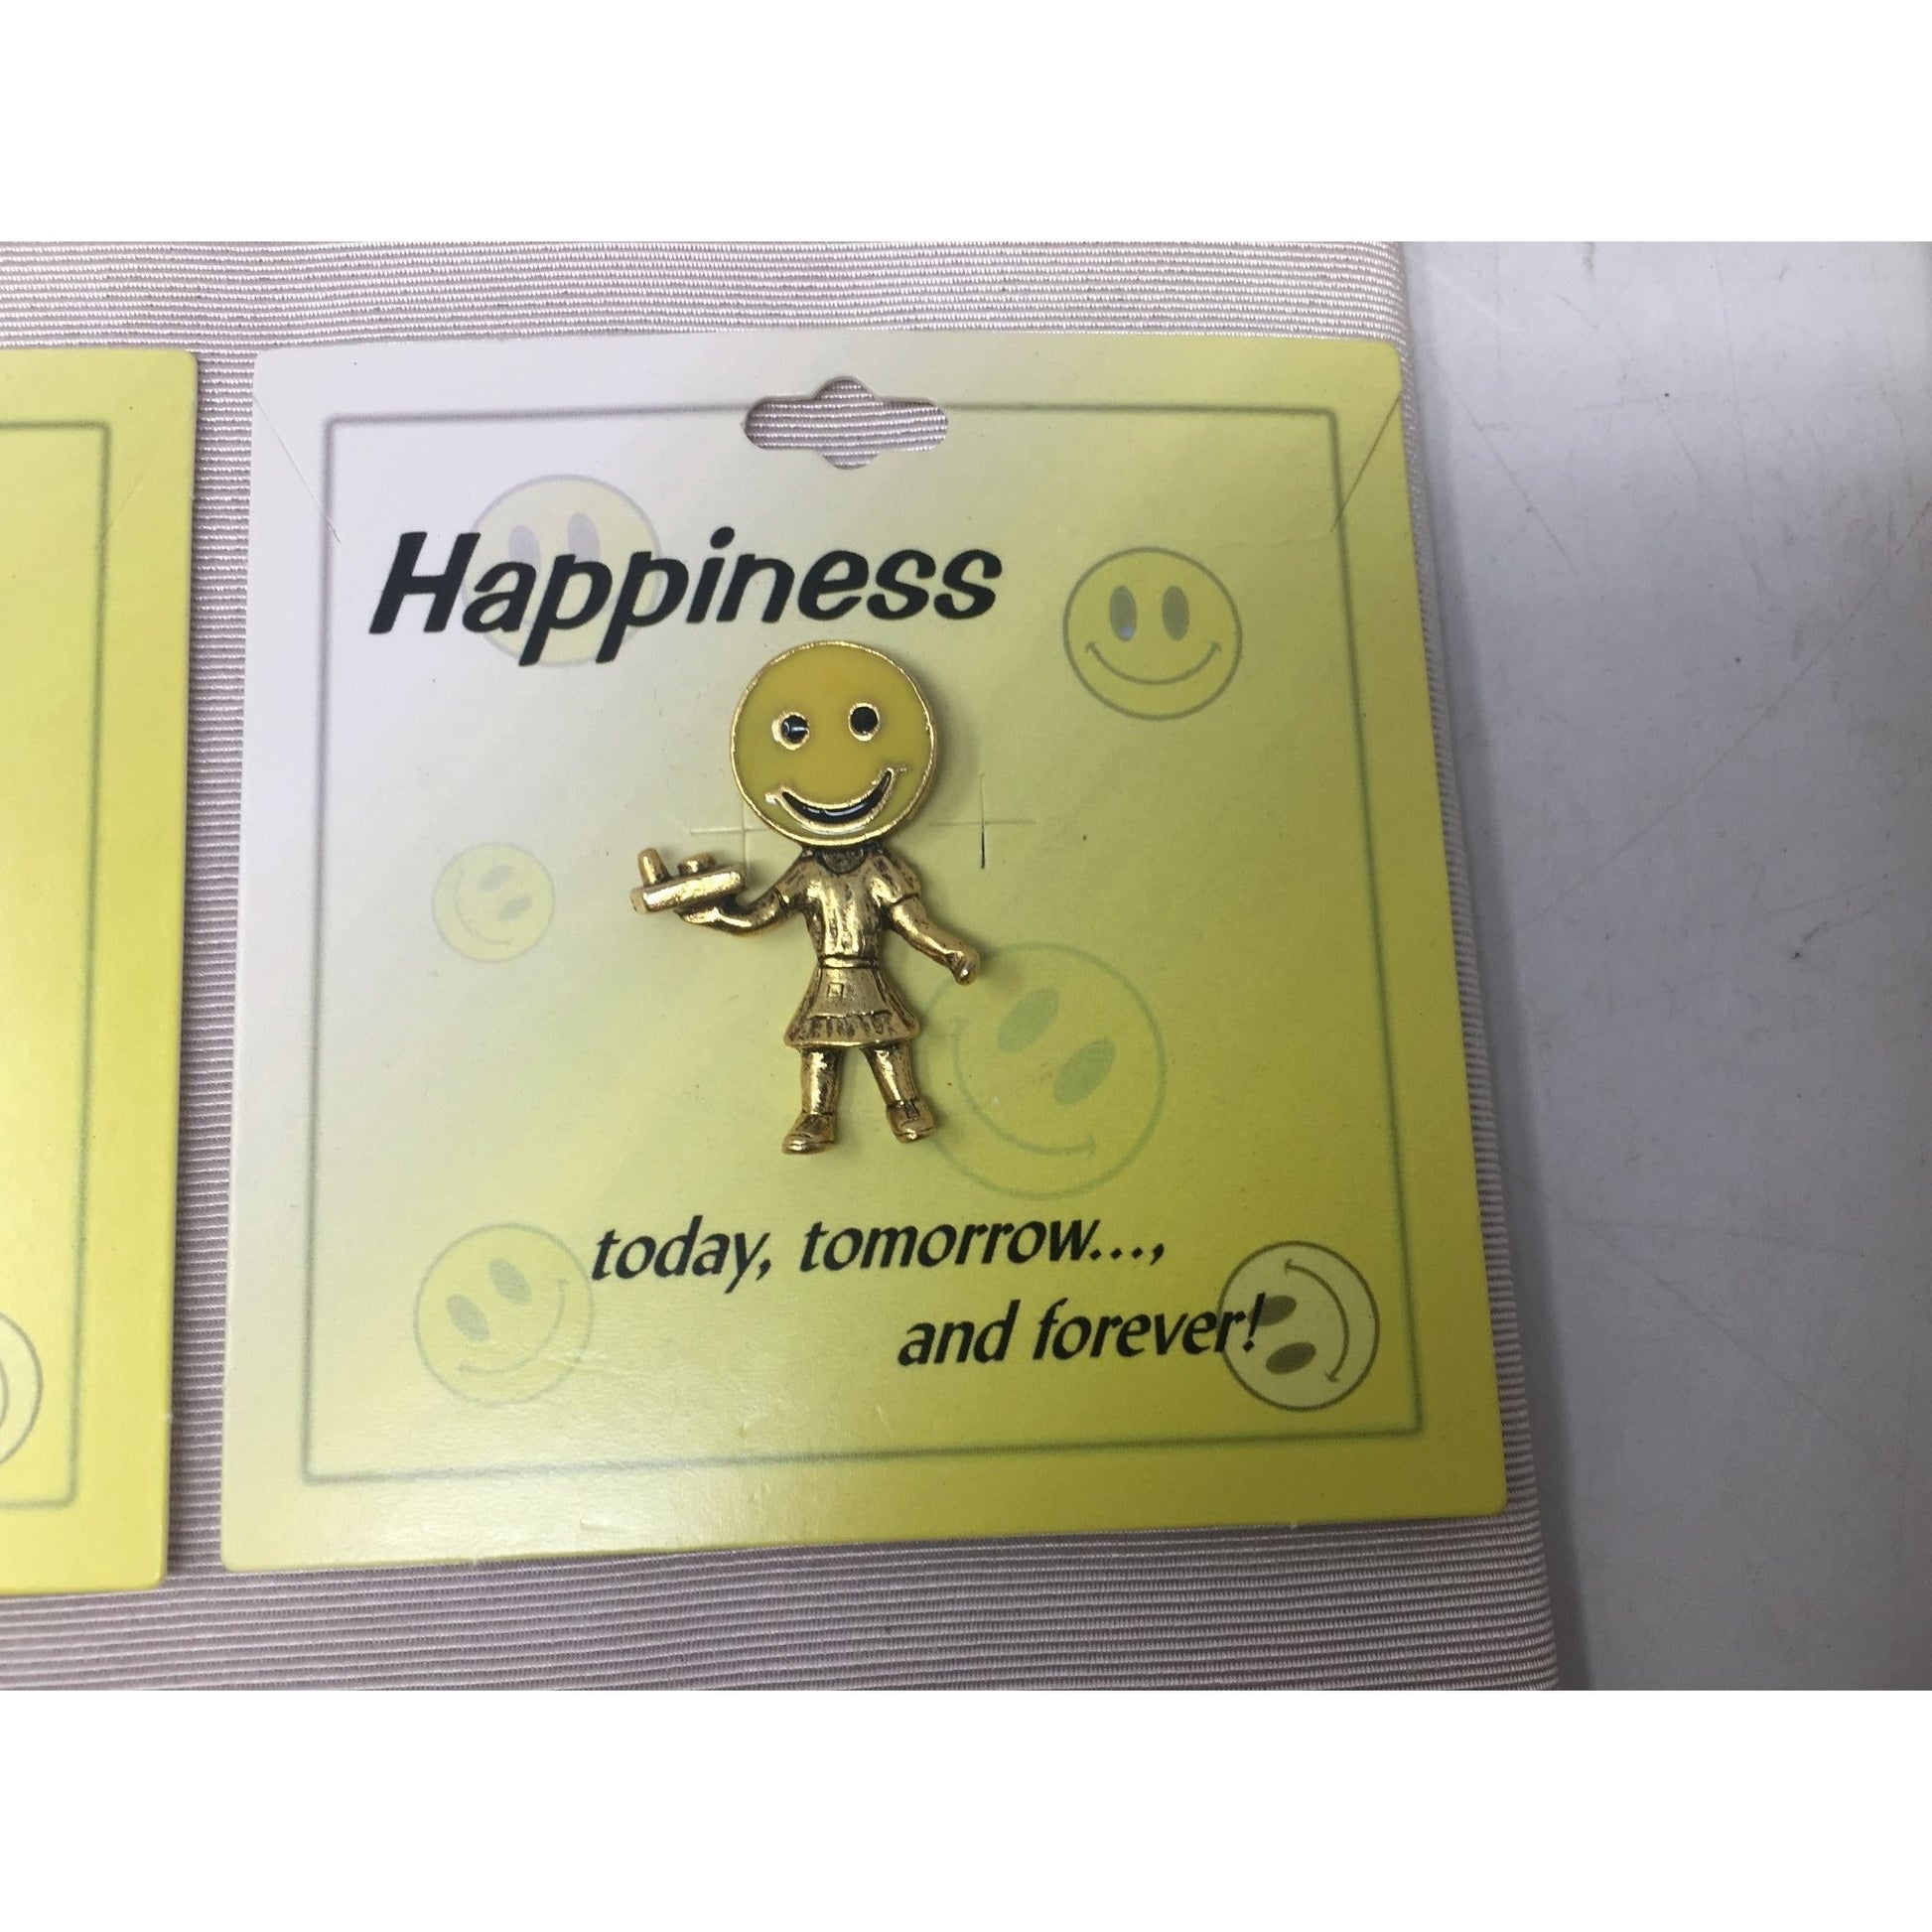 Happiness
today, tomorrow...,
and forever!